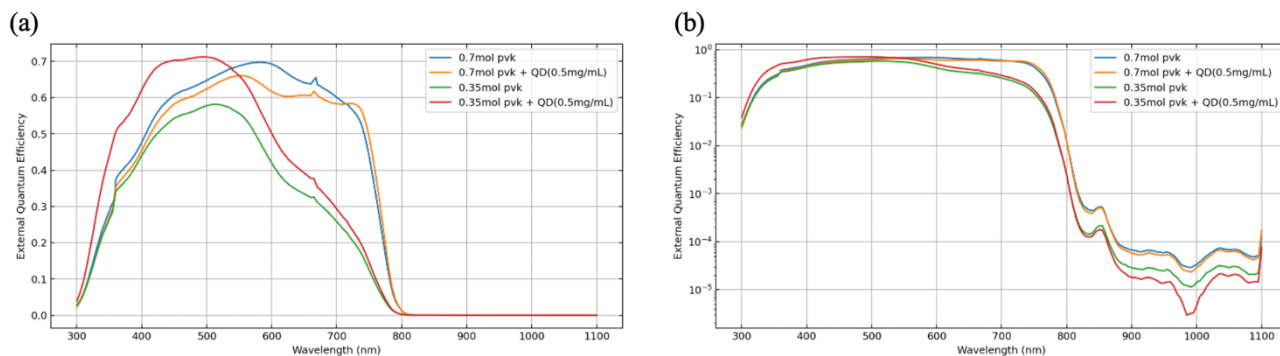 (a)
0.7
0.6
0.5
0.4
0.3
0.2
0.1
0.0
External Quantum Efficiency
0.7mol pvk
0.7mol pvk + QD(0.5mg/mL)
0.35mol pvk
0.35mol pvk + QD(0.5mg/mL)
300 400 500 600 700 800 900 1000 1100
Wavelength (nm)
(b)
10⁰
10⁻¹
10⁻²
10⁻³
10⁻⁴
10⁻⁵
External Quantum Efficiency
0.7mol pvk
0.7mol pvk + QD(0.5mg/mL)
0.35mol pvk
0.35mol pvk + QD(0.5mg/mL)
300 400 500 600 700 800 900 1000 1100
Wavelength (nm)